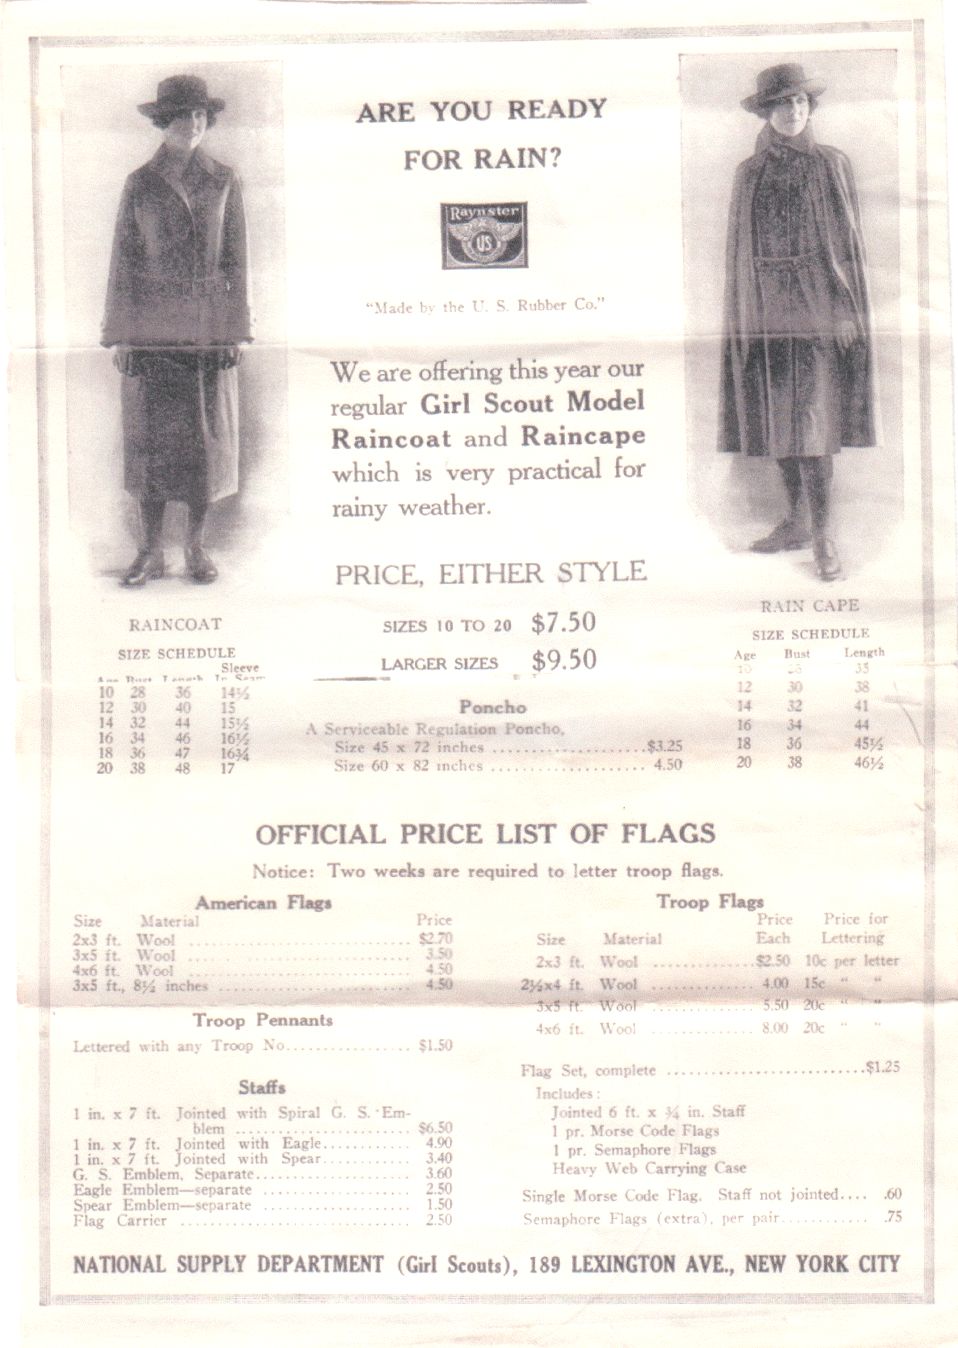 ARE YOU READY
FOR RAIN?
Raynster
US
"Made by the U. S. Rubber Co."
We are offering this year our
regular Girl Scout Model
Raincoat and Raincape
which is very practical for
rainy weather.
PRICE, EITHER STYLE
SIZES 10 TO 20 $7.50
LARGER SIZES $9.50
RAINCOAT
SIZE SCHEDULE
Sleeve
Age Bust Length In Seam
10 28 36 14½
12 30 40 15
14 32 44 15½
16 34 46 16½
18 36 47 16¾
20 38 48 17
RAIN CAPE
SIZE SCHEDULE
Age Bust Length
10 35
12 30 38
14 32 41
16 34 44
18 36 45½
20 38 46½
Poncho
A Serviceable Regulation Poncho,
Size 45 x 72 inches ........................$3.25
Size 60 x 82 inches ........................ 4.50
OFFICIAL PRICE LIST OF FLAGS
Notice: Two weeks are required to letter troop flags.
American Flags
Size Material Price
2x3 ft. Wool ................................ $2.70
3x5 ft. Wool ................................ 3.50
4x6 ft. Wool ................................ 4.50
3x5 ft., 8½ inches ........................... 4.50
Troop Pennants
Lettered with any Troop No.................. $1.50
Staffs
1 in. x 7 ft. Jointed with Spiral G. S. Em-
blem ......................... $6.50
1 in. x 7 ft. Jointed with Eagle............ 4.90
1 in. x 7 ft. Jointed with Spear............ 3.40
G. S. Emblem, Separate...................... 3.60
Eagle Emblem—separate ..................... 2.50
Spear Emblem—separate ..................... 1.50
Flag Carrier ................................ 2.50
Troop Flags
Price Price for
Size Material Each Lettering
2x3 ft. Wool ...............$2.50 10c per letter
2½x4 ft. Wool ............... 4.00 15c " "
3x5 ft. Wool ............... 5.50 20c " "
4x6 ft. Wool ............... 8.00 20c " "
Flag Set, complete ..........................$1.25
Includes:
Jointed 6 ft. x ¾ in. Staff
1 pr. Morse Code Flags
1 pr. Semaphore Flags
Heavy Web Carrying Case
Single Morse Code Flag. Staff not jointed.... .60
Semaphore Flags (extra), per pair............ .75
NATIONAL SUPPLY DEPARTMENT (Girl Scouts), 189 LEXINGTON AVE., NEW YORK CITY